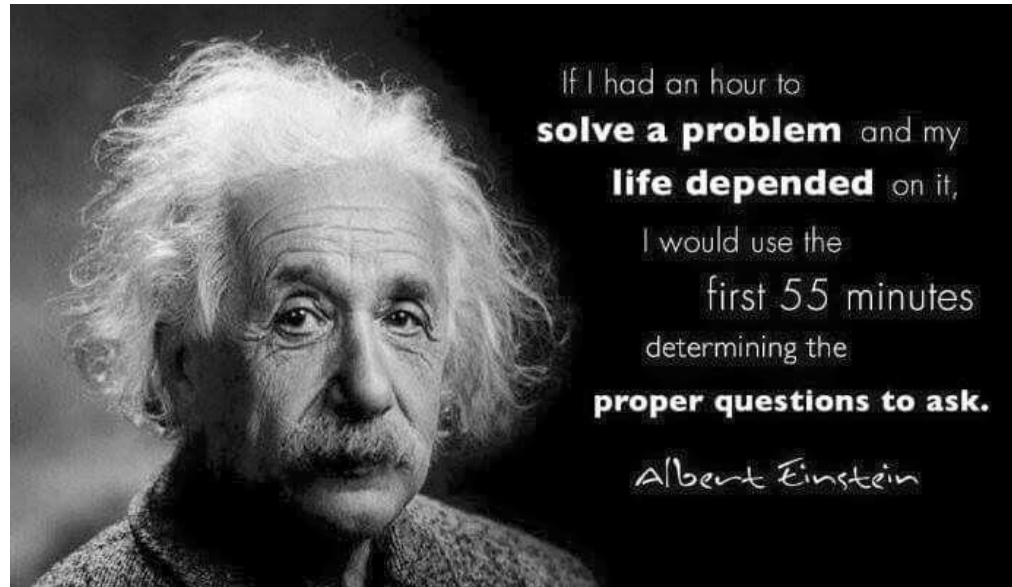 If I had an hour to
solve a problem and my
life depended on it,
I would use the
first 55 minutes
determining the
proper questions to ask.
Albert Einstein